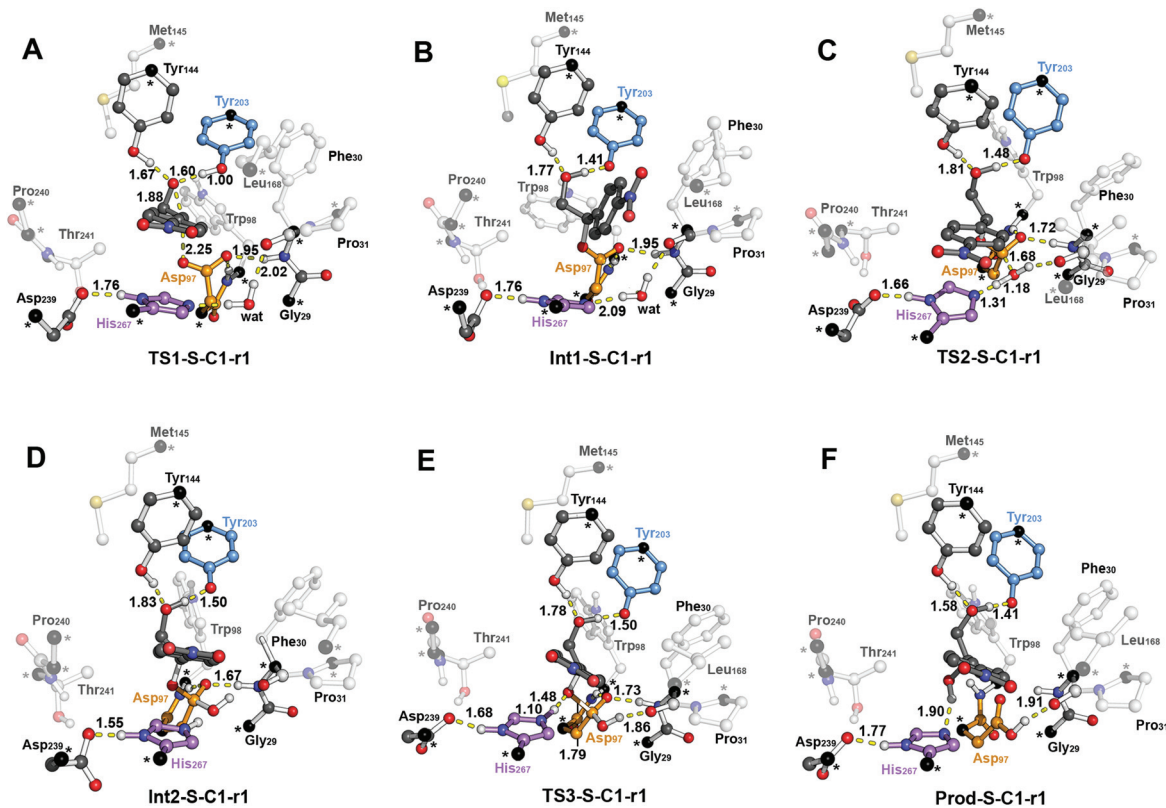 A
Met145
Tyr144
Tyr203
1.60
1.67
1.00
Phe30
1.88
Leu168
Pro240
Trp98
Thr241
2.25
1.95
Pro31
Asp97
2.02
1.76
Asp239
Gly29
wat
His267
TS1-S-C1-r1
B
Met145
Tyr144
Tyr203
1.41
1.77
Phe30
Pro240
Trp98
Leu168
Thr241
1.95
Pro31
Asp97
Asp239
1.76
Gly29
2.09
wat
His267
Int1-S-C1-r1
C
Met145
Tyr144
Tyr203
1.48
1.81
Trp98
Phe30
Pro240
Thr241
1.72
Asp97
1.68
Gly29
1.66
1.18
Asp239
1.31
Leu168
Pro31
His267
TS2-S-C1-r1
D
Met145
Tyr144
Tyr203
1.83
1.50
Pro240
Trp98
Phe30
Thr241
1.67
Asp97
Pro31
1.55
Gly29
Asp239
His267
Int2-S-C1-r1
E
Met145
Tyr144
Tyr203
1.78
1.50
Phe30
Pro240
Trp98
Thr241
Leu168
1.48
1.73
1.10
Asp239
1.68
1.86
Pro31
Asp97
Gly29
His267
1.79
TS3-S-C1-r1
F
Met145
Tyr144
Tyr203
Phe30
1.58
1.41
Pro240
Trp98
Leu168
Thr241
1.90
1.91
Pro31
1.77
Asp239
Gly29
Asp97
His267
Prod-S-C1-r1